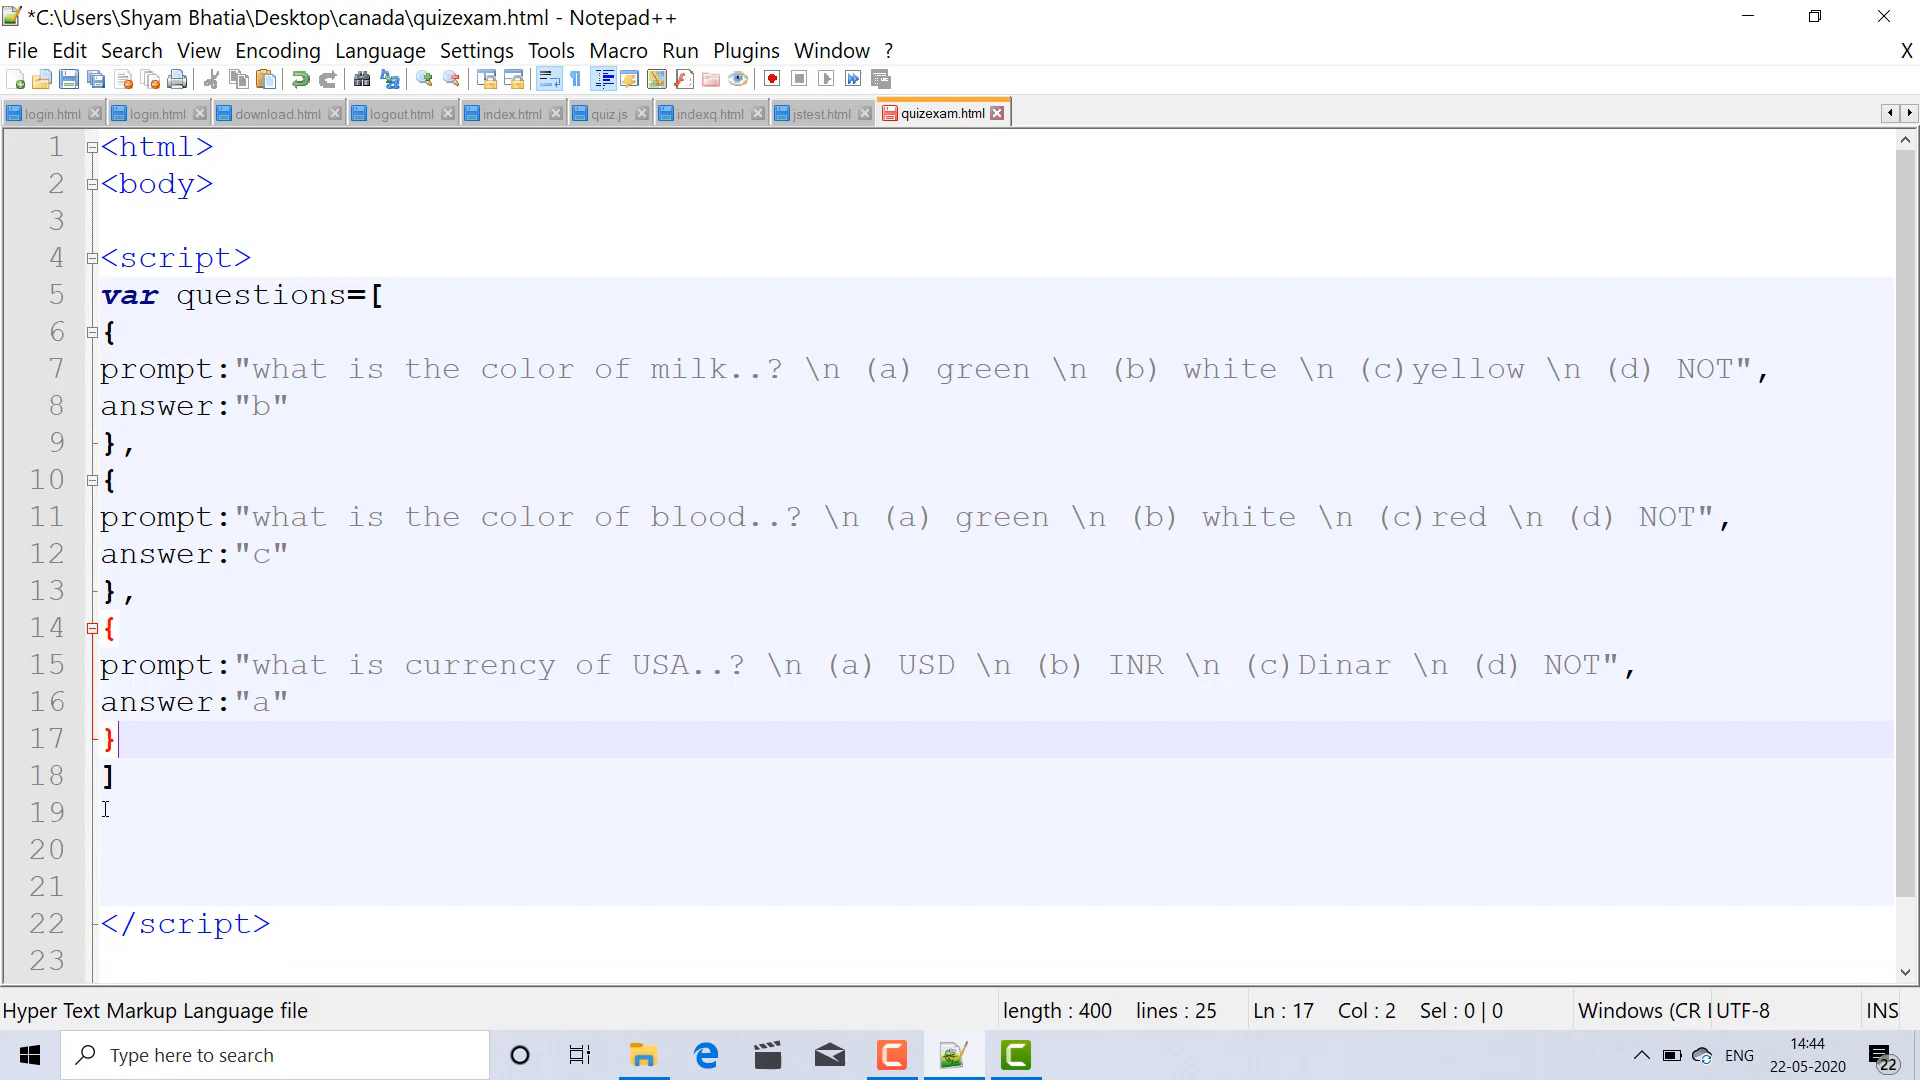 *C:\Users\Shyam Bhatia\Desktop\canada\quizexam.html - Notepad++
File Edit Search View Encoding Language Settings Tools Macro Run Plugins Window ? X
login.html login.html download.html logout.html index.html quiz.js indexq.html jstest.html quizexam.html
1 <html>
2 <body>
3
4 <script>
5 var questions=[
6 {
7 prompt:"what is the color of milk..? \n (a) green \n (b) white \n (c)yellow \n (d) NOT",
8 answer:"b"
9 },
10 {
11 prompt:"what is the color of blood..? \n (a) green \n (b) white \n (c)red \n (d) NOT",
12 answer:"c"
13 },
14 {
15 prompt:"what is currency of USA..? \n (a) USD \n (b) INR \n (c)Dinar \n (d) NOT",
16 answer:"a"
17 }
18 ]
19
20
21
22 </script>
23
Hyper Text Markup Language file length : 400 lines : 25 Ln : 17 Col : 2 Sel : 0 | 0 Windows (CR UTF-8 INS
Type here to search ENG 14:44
22-05-2020 22